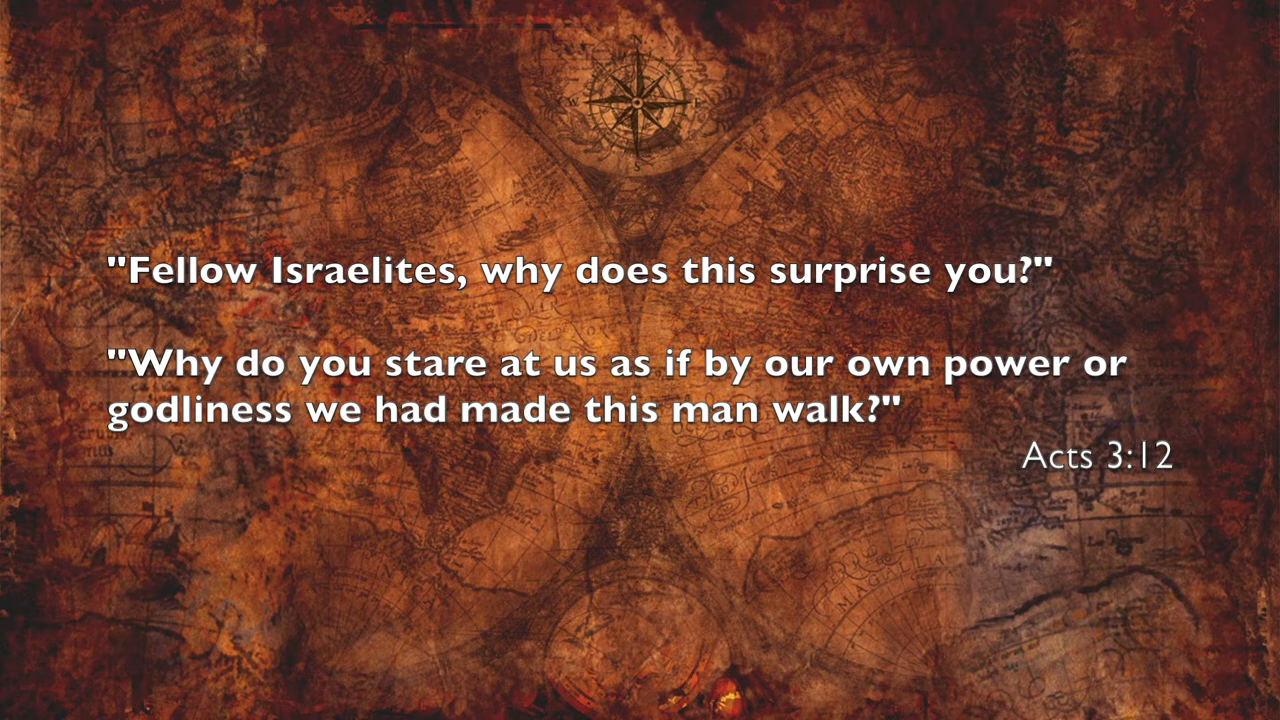 "Fellow Israelites, why does this surprise you?"
"Why do you stare at us as if by our own power or
godliness we had made this man walk?"
Acts 3:12